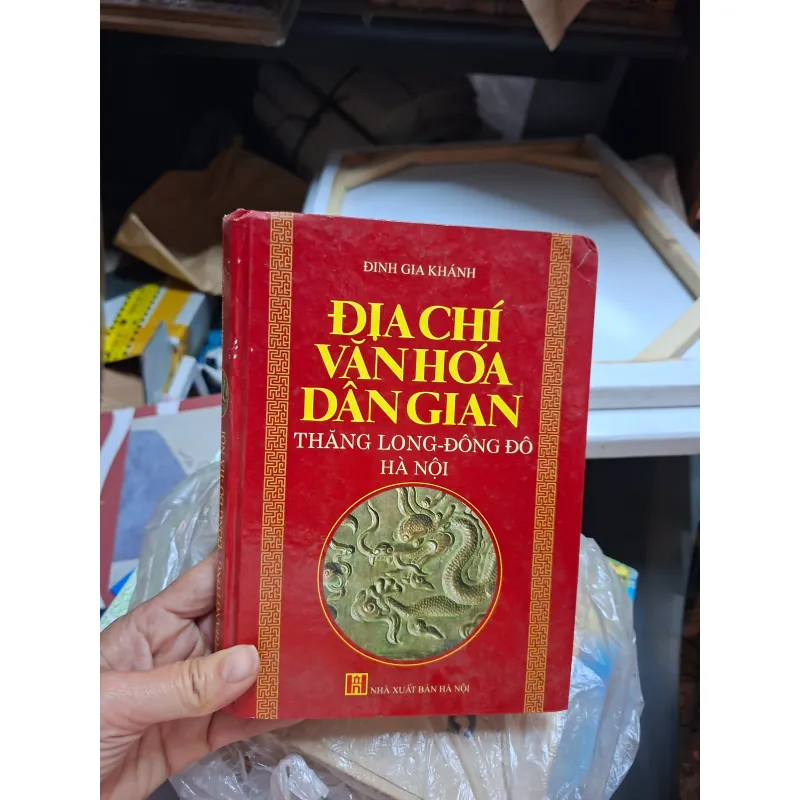 ĐINH GIA KHÁNH
ĐỊA CHÍ
VĂN HÓA
DÂN GIAN
THĂNG LONG-ĐÔNG ĐÔ
HÀ NỘI
NHÀ XUẤT BẢN HÀ NỘI